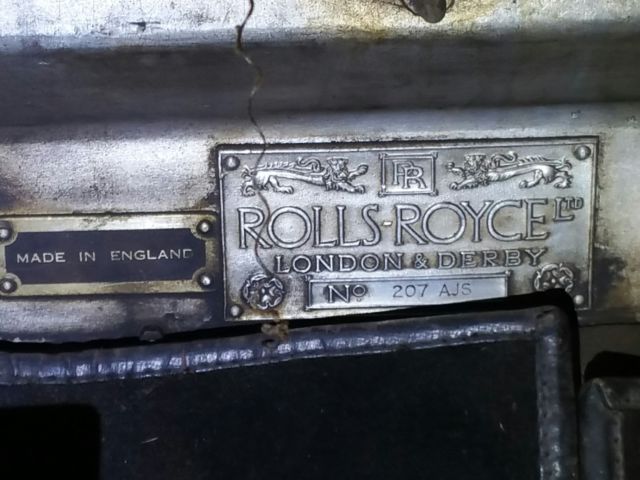 MADE IN ENGLAND
RR
ROLLS-ROYCE LTD
LONDON & DERBY
No 207 AJS